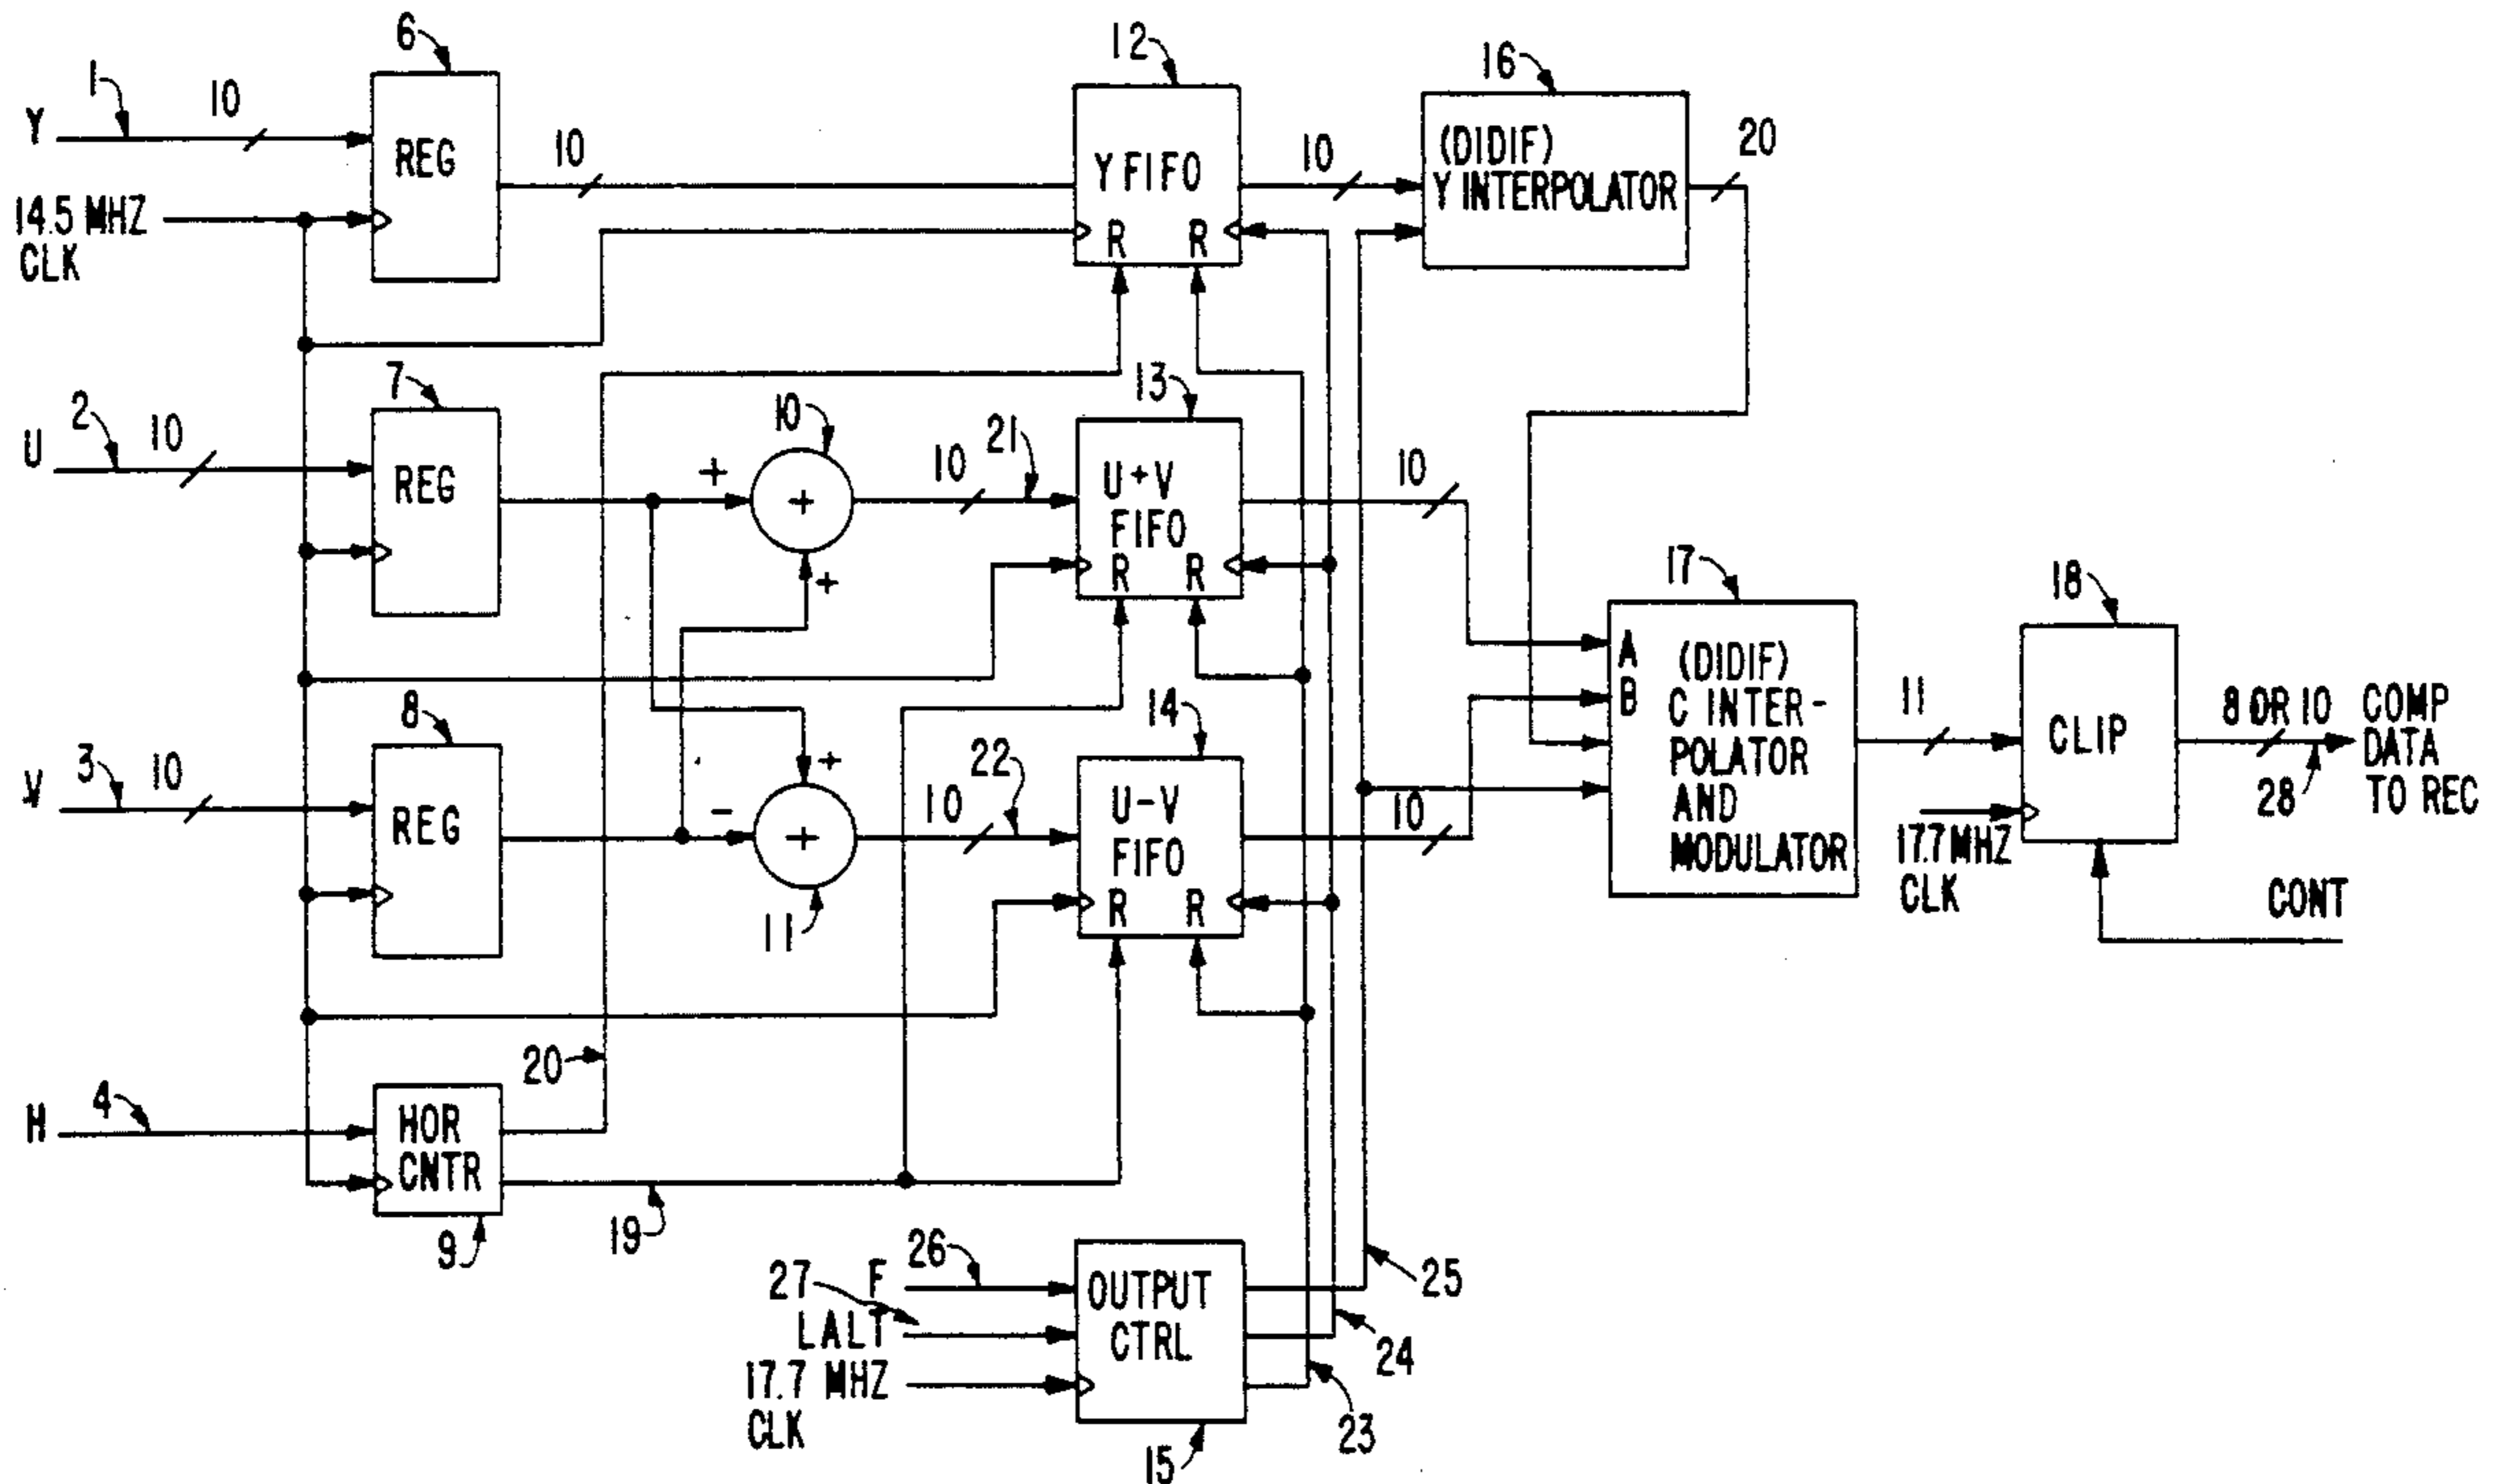 6
12
16
1
10
Y
REG
10
Y FIFO
R R
10
(DIDIF)
Y INTERPOLATOR
20
14.5 MHZ
CLK
7
2
10
U
REG
10
+
+
+
10
21
13
U+V
FIFO
R R
10
17
A
B
(DIDIF)
C INTER-
POLATOR
AND
MODULATOR
11
18
CLIP
8 OR 10
COMP
DATA
TO REC
28
17.7 MHZ
CLK
CONT
8
3
10
V
REG
+
-
+
11
10
22
14
U-V
FIFO
R R
10
20
4
H
HOR
CNTR
9
19
26
27
F
LALT
17.7 MHZ
CLK
OUTPUT
CTRL
15
25
24
23